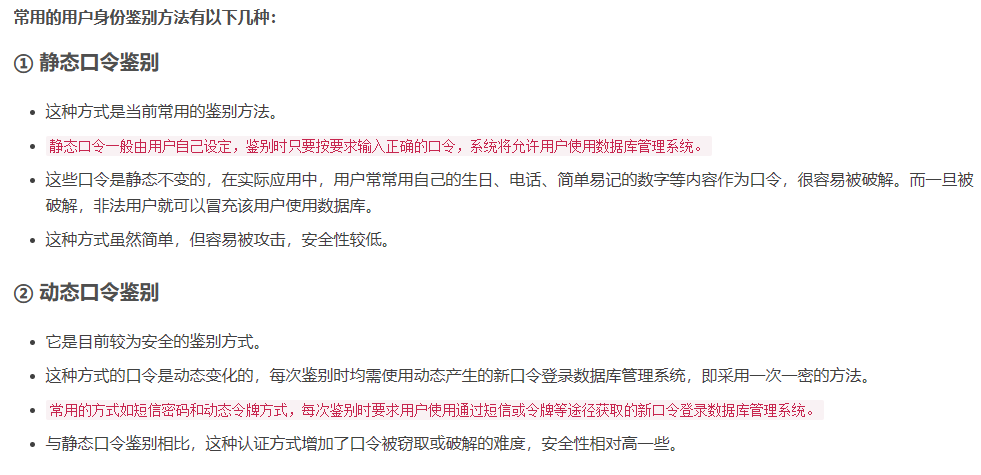 常用的用户身份鉴别方法有以下几种：
① 静态口令鉴别
• 这种方式是当前常用的鉴别方法。
• 静态口令一般由用户自己设定，鉴别时只要按要求输入正确的口令，系统将允许用户使用数据库管理系统。
• 这些口令是静态不变的，在实际应用中，用户常常用自己的生日、电话、简单易记的数字等内容作为口令，很容易被破解。而一旦被
破解，非法用户就可以冒充该用户使用数据库。
• 这种方式虽然简单，但容易被攻击，安全性较低。
② 动态口令鉴别
• 它是目前较为安全的鉴别方式。
• 这种方式的口令是动态变化的，每次鉴别时均需使用动态产生的新口令登录数据库管理系统，即采用一次一密的方法。
• 常用的方式如短信密码和动态令牌方式，每次鉴别时要求用户使用通过短信或令牌等途径获取的新口令登录数据库管理系统。
• 与静态口令鉴别相比，这种认证方式增加了口令被窃取或破解的难度，安全性相对高一些。